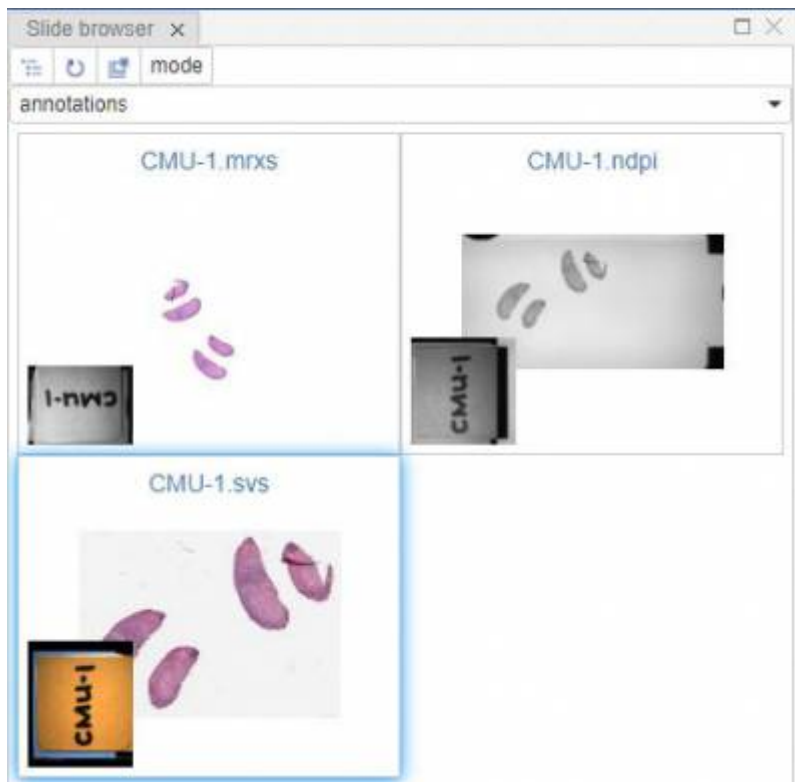 Slide browser
mode
annotations
CMU-1.mrxs
CMU-1.ndpi
CMU-1
CMU-1
CMU-1.svs
CMU-1